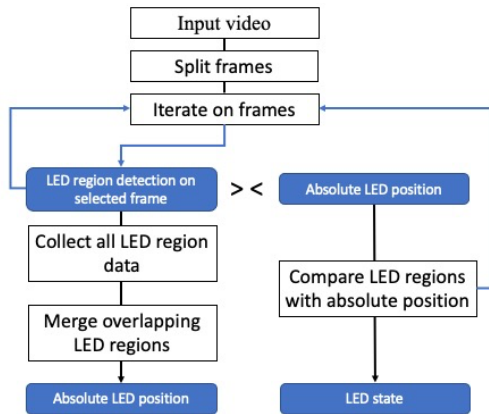 Input video
Split frames
Iterate on frames
LED region detection on
selected frame
> <
Absolute LED position
Collect all LED region
data
Compare LED regions
with absolute position
Merge overlapping
LED regions
Absolute LED position
LED state